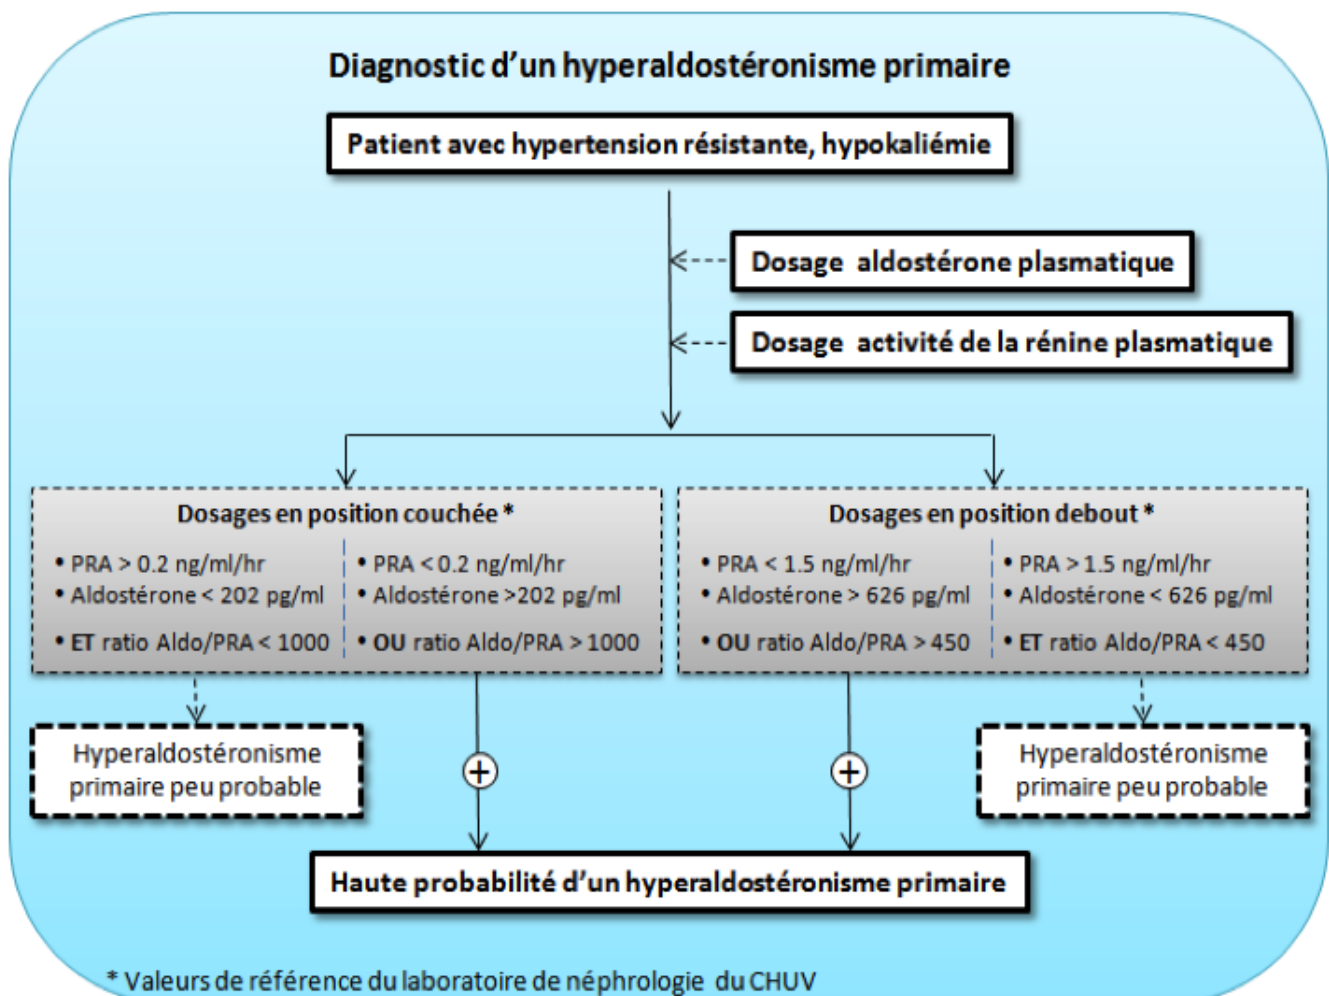 Diagnostic d’un hyperaldostéronisme primaire
Patient avec hypertension résistante, hypokaliémie
Dosage aldostérone plasmatique
Dosage activité de la rénine plasmatique
Dosages en position couchée *
• PRA > 0.2 ng/ml/hr
• Aldostérone < 202 pg/ml
• ET ratio Aldo/PRA < 1000
• PRA < 0.2 ng/ml/hr
• Aldostérone >202 pg/ml
• OU ratio Aldo/PRA > 1000
Dosages en position debout *
• PRA < 1.5 ng/ml/hr
• Aldostérone > 626 pg/ml
• OU ratio Aldo/PRA > 450
• PRA > 1.5 ng/ml/hr
• Aldostérone < 626 pg/ml
• ET ratio Aldo/PRA < 450
Hyperaldostéronisme
primaire peu probable
+
+
Hyperaldostéronisme
primaire peu probable
Haute probabilité d’un hyperaldostéronisme primaire
* Valeurs de référence du laboratoire de néphrologie du CHUV